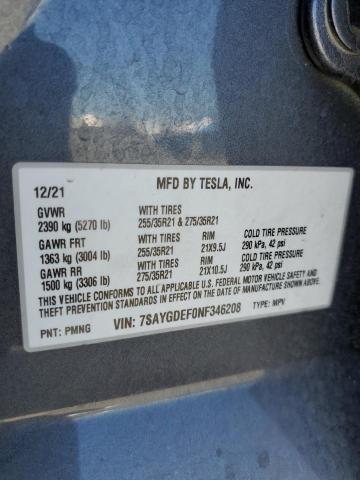 MFD BY TESLA, INC.
12/21
GVWR WITH TIRES
2390 kg (5270 lb) 255/35R21 & 275/35R21
GAWR FRT WITH TIRES RIM COLD TIRE PRESSURE
1363 kg (3004 lb) 255/35R21 21X9.5J 290 kPa, 42 psi
GAWR RR WITH TIRES RIM COLD TIRE PRESSURE
1500 kg (3306 lb) 275/35R21 21X10.5J 290 kPa, 42 psi
THIS VEHICLE CONFORMS TO ALL APPLICABLE U.S. FEDERAL MOTOR VEHICLE SAFETY AND
THEFT PREVENTION STANDARDS IN EFFECT ON THE DATE OF MANUFACTURE SHOWN ABOVE.
PNT: PMNG VIN: 7SAYGDEF0NF346208 TYPE: MPV